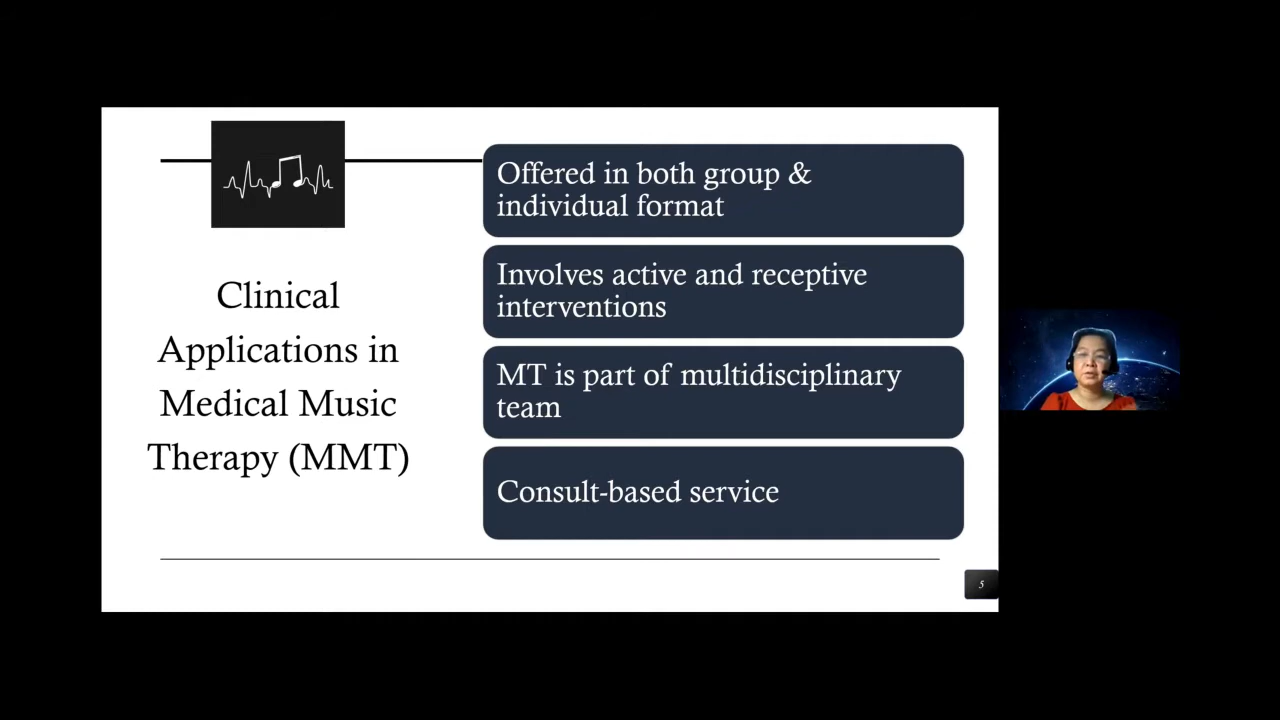 Clinical
Applications in
Medical Music
Therapy (MMT)
Offered in both group &
individual format
Involves active and receptive
interventions
MT is part of multidisciplinary
team
Consult-based service
5